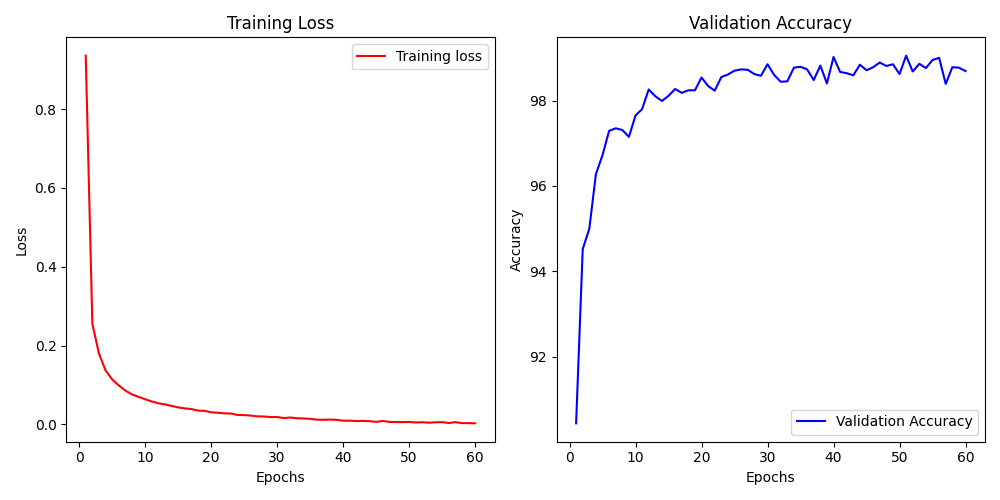 Training Loss
Training loss
0.8
0.6
0.4
0.2
0.0
Loss
0 10 20 30 40 50 60
Epochs
Validation Accuracy
98
96
94
92
Accuracy
Validation Accuracy
0 10 20 30 40 50 60
Epochs